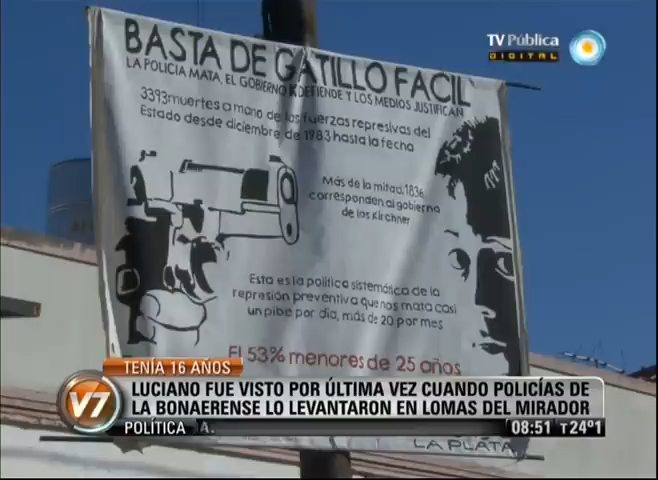 TV Pública
DIGITAL
BASTA DE GATILLO FACIL
LA POLICIA MATA, EL GOBIERNO K DEFIENDE Y LOS MEDIOS JUSTIFICAN
3393 muertes a mano de las fuerzas represivas del
Estado desde diciembre de 1983 hasta la fecha
Más de la mitad, 1836
corresponden al gobierno
de los Kirchner
Esta es la política sistemática de la
represión preventiva que nos mata casi
un pibe por día, más de 20 por mes
El 53% menores de 25 años
TENÍA 16 AÑOS
V7
LUCIANO FUE VISTO POR ÚLTIMA VEZ CUANDO POLICÍAS DE
LA BONAERENSE LO LEVANTARON EN LOMAS DEL MIRADOR
POLÍTICA A. 08:51 T24°1
LA PLATA